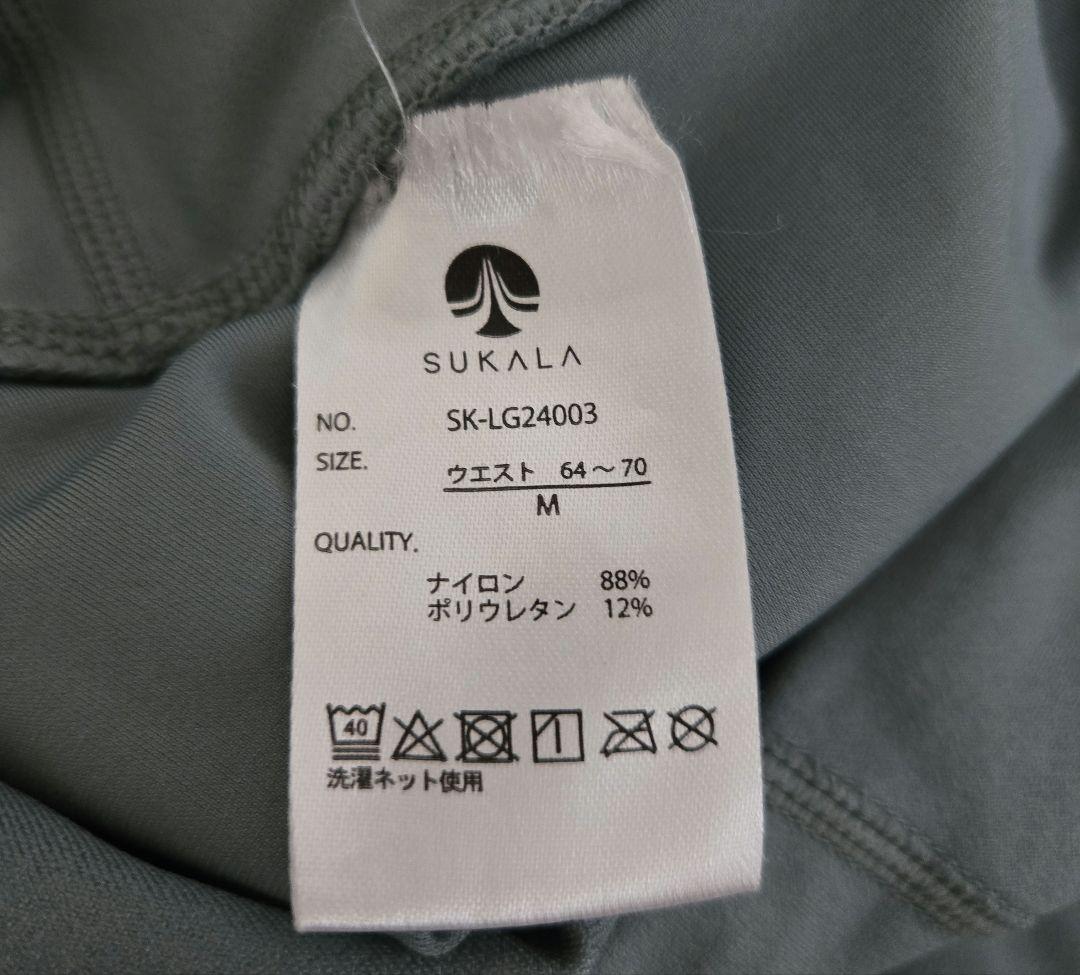 SUKALA
NO. SK-LG24003
SIZE. ウエスト 64～70
M
QUALITY.
ナイロン 88%
ポリウレタン 12%
40
洗濯ネット使用